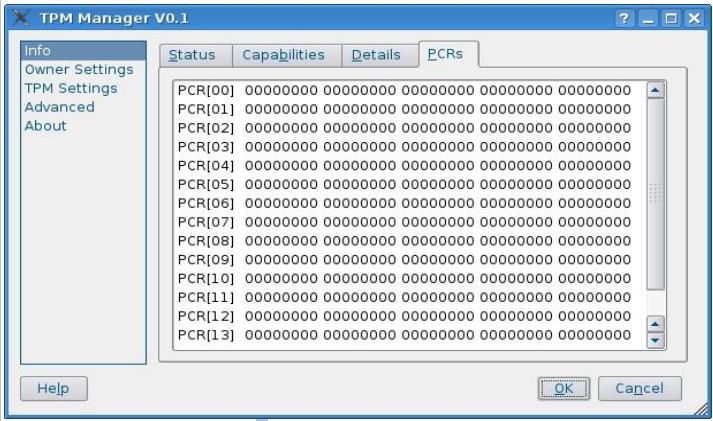 TPM Manager V0.1
?
Info
Owner Settings
TPM Settings
Advanced
About
Status Capabilities Details PCRs
PCR[00] 00000000 00000000 00000000 00000000 00000000
PCR[01] 00000000 00000000 00000000 00000000 00000000
PCR[02] 00000000 00000000 00000000 00000000 00000000
PCR[03] 00000000 00000000 00000000 00000000 00000000
PCR[04] 00000000 00000000 00000000 00000000 00000000
PCR[05] 00000000 00000000 00000000 00000000 00000000
PCR[06] 00000000 00000000 00000000 00000000 00000000
PCR[07] 00000000 00000000 00000000 00000000 00000000
PCR[08] 00000000 00000000 00000000 00000000 00000000
PCR[09] 00000000 00000000 00000000 00000000 00000000
PCR[10] 00000000 00000000 00000000 00000000 00000000
PCR[11] 00000000 00000000 00000000 00000000 00000000
PCR[12] 00000000 00000000 00000000 00000000 00000000
PCR[13] 00000000 00000000 00000000 00000000 00000000
Help OK Cancel